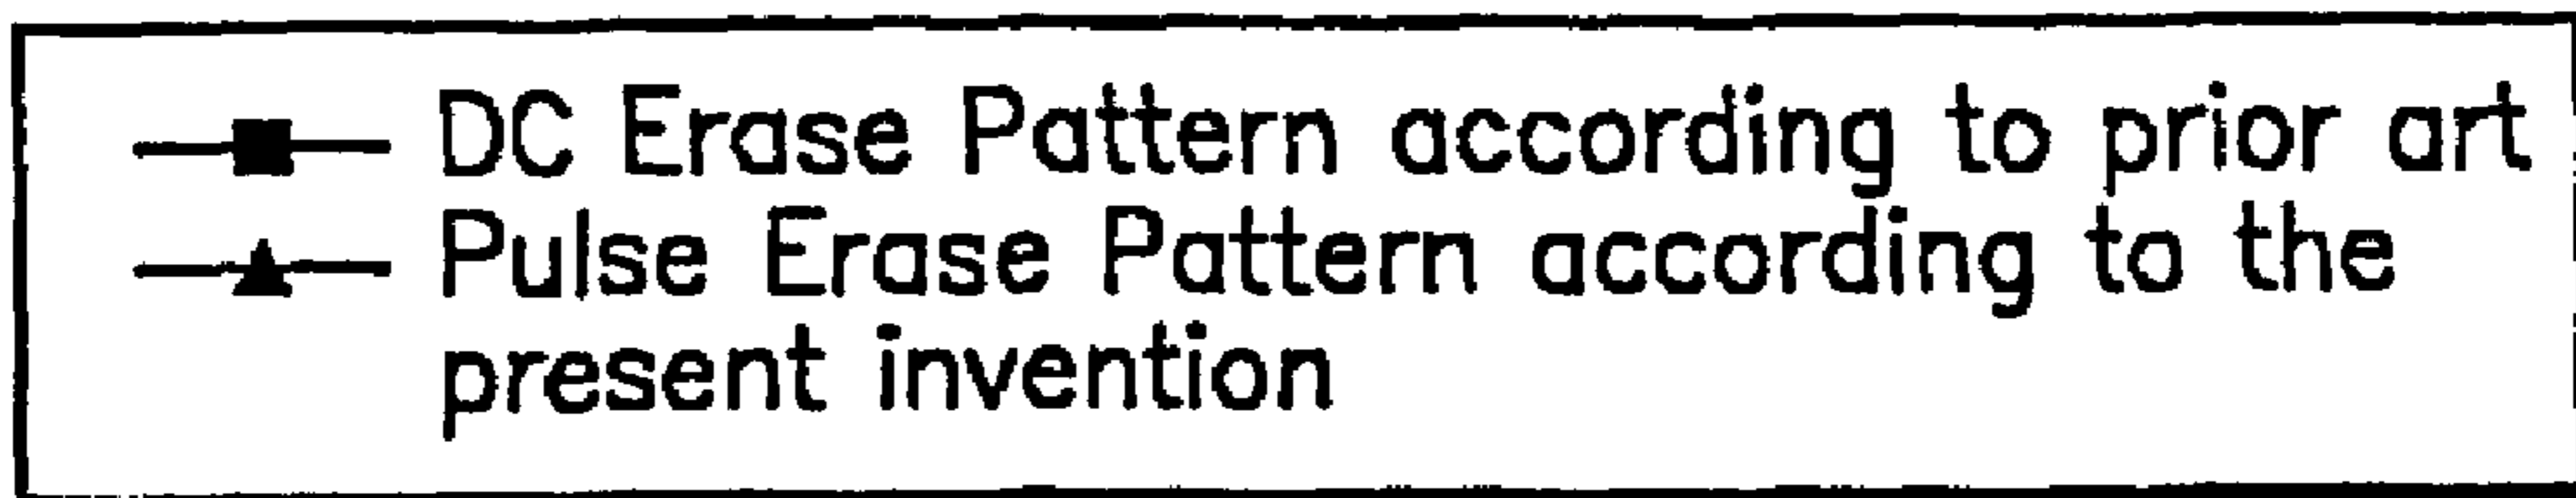 DC Erase Pattern according to prior art
Pulse Erase Pattern according to the
present invention